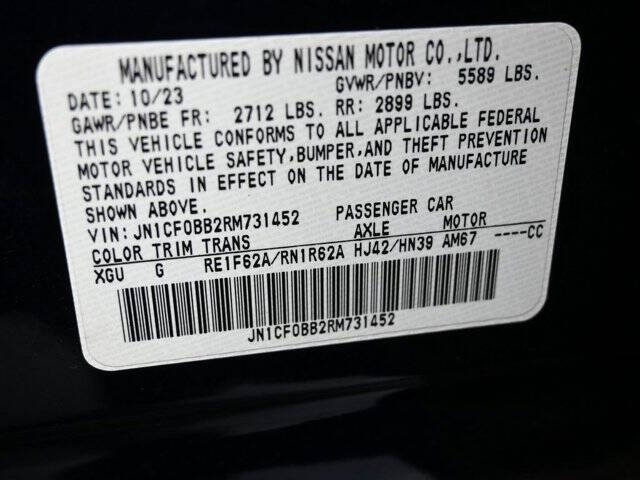 MANUFACTURED BY NISSAN MOTOR CO.,LTD.
DATE: 10/23 GVWR/PNBV: 5589 LBS.
GAWR/PNBE FR: 2712 LBS. RR: 2899 LBS.
THIS VEHICLE CONFORMS TO ALL APPLICABLE FEDERAL
MOTOR VEHICLE SAFETY,BUMPER,AND THEFT PREVENTION
STANDARDS IN EFFECT ON THE DATE OF MANUFACTURE
SHOWN ABOVE.
VIN: JN1CF0BB2RM731452 PASSENGER CAR
COLOR TRIM TRANS AXLE MOTOR
XGU G RE1F62A/RN1R62A HJ42/HN39 AM67 ----CC
JN1CF0BB2RM731452